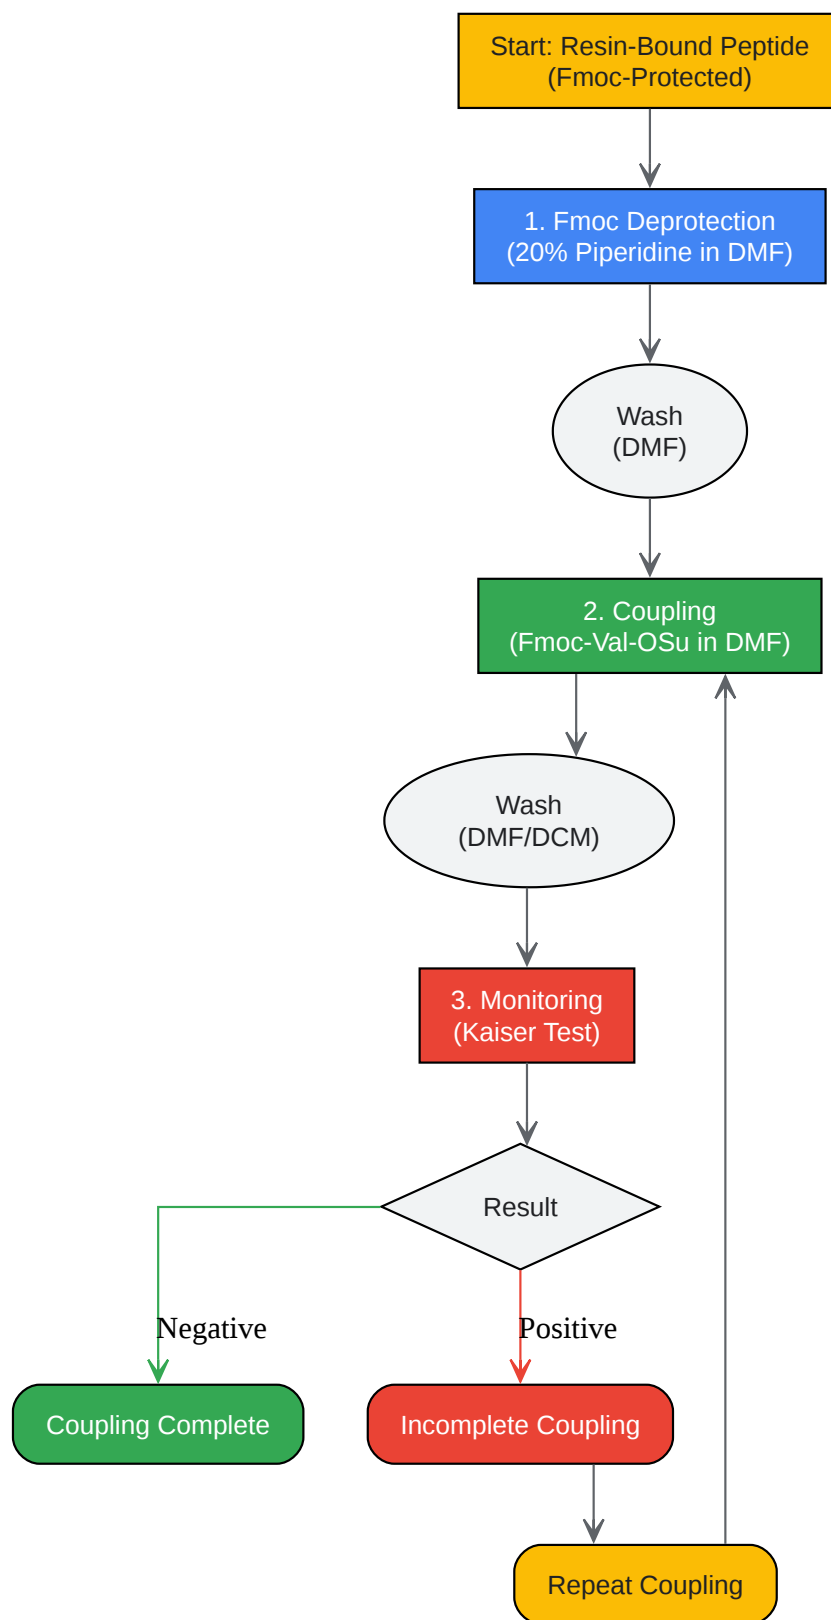 Start: Resin-Bound Peptide
(Fmoc-Protected)
1. Fmoc Deprotection
(20% Piperidine in DMF)
Wash
(DMF)
2. Coupling
(Fmoc-Val-OSu in DMF)
Wash
(DMF/DCM)
3. Monitoring
(Kaiser Test)
Result
Negative
Positive
Coupling Complete
Incomplete Coupling
Repeat Coupling